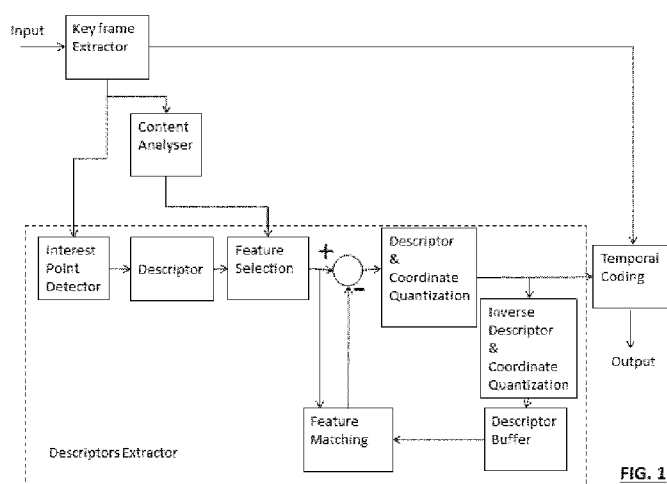 Input
Key frame
Extractor
Content
Analyser
Interest
Point
Detector
Descriptor
Feature
Selection
+
-
Descriptor
&
Coordinate
Quantization
Temporal
Coding
Inverse
Descriptor
&
Coordinate
Quantization
Output
Feature
Matching
Descriptor
Buffer
Descriptors Extractor
FIG. 1